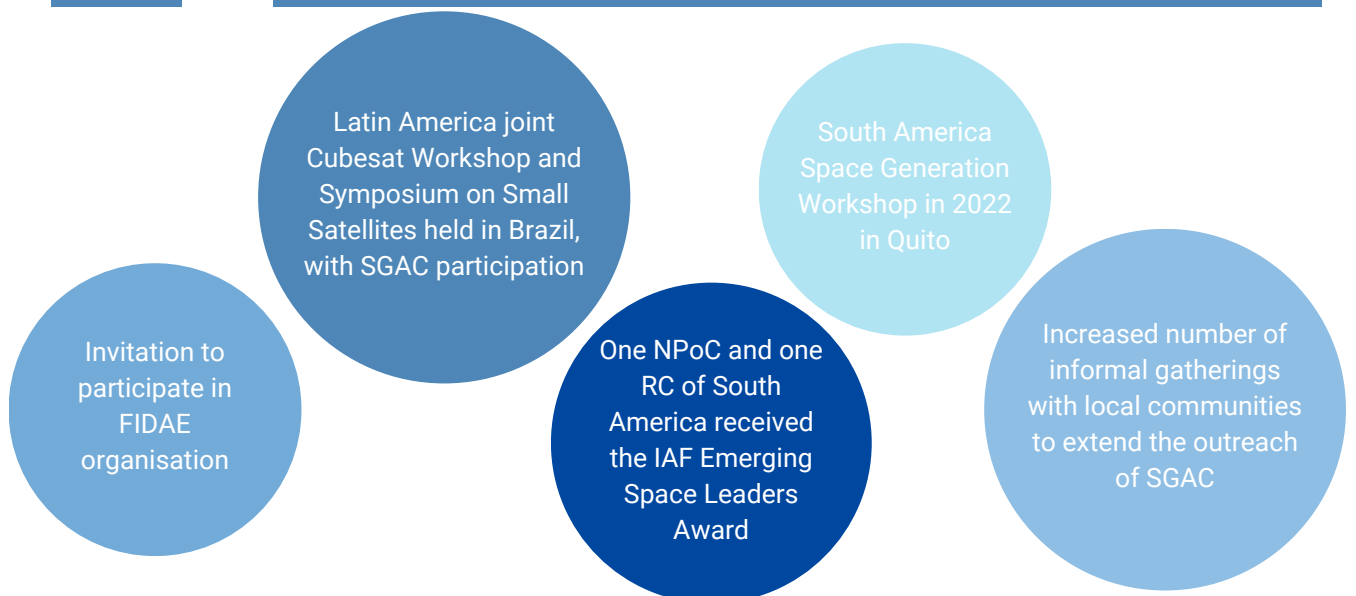 Latin America joint
Cubesat Workshop and
Symposium on Small
Satellites held in Brazil,
with SGAC participation
South America
Space Generation
Workshop in 2022
in Quito
Invitation to
participate in
FIDAE
organisation
One NPoC and one
RC of South
America received
the IAF Emerging
Space Leaders
Award
Increased number of
informal gatherings
with local communities
to extend the outreach
of SGAC